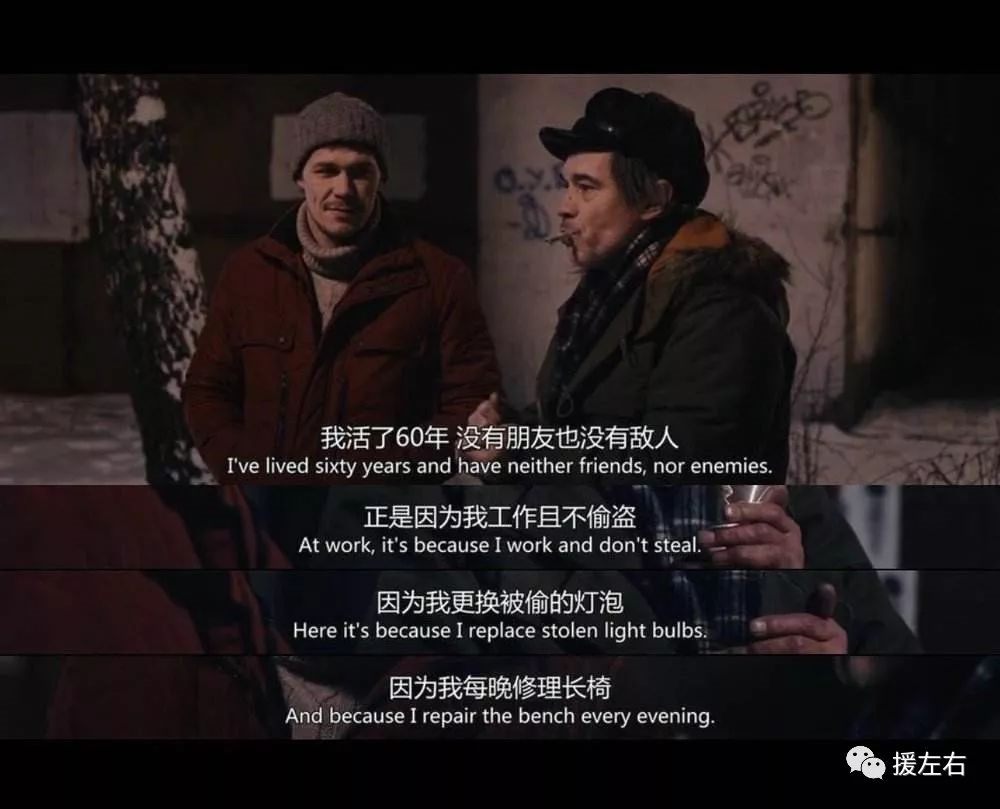 我活了60年 没有朋友也没有敌人
I've lived sixty years and have neither friends, nor enemies.
正是因为我工作且不偷盗
At work, it's because I work and don't steal.
因为我更换被偷的灯泡
Here it's because I replace stolen light bulbs.
因为我每晚修理长椅
And because I repair the bench every evening.
援左右